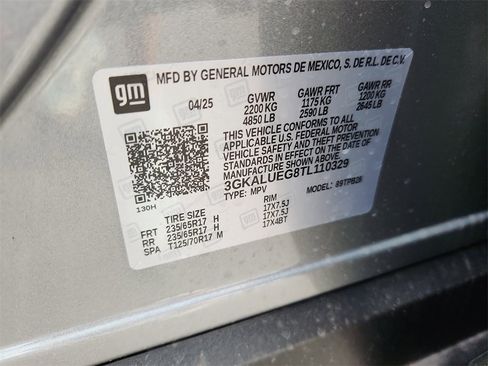 gm
MFD BY GENERAL MOTORS DE MEXICO, S. DE R.L. DE C.V.
04/25 GVWR GAWR FRT GAWR RR
2200 KG 1175 KG 1200 KG
4850 LB 2590 LB 2645 LB
THIS VEHICLE CONFORMS TO ALL
APPLICABLE U.S. FEDERAL MOTOR
VEHICLE SAFETY AND THEFT PREVENTION
STANDARDS IN EFFECT ON THE DATE OF
MANUFACTURE SHOWN ABOVE.
3GKALUEG8TL110329
TYPE: MPV MODEL: 89TPB26
130H
TIRE SIZE RIM
FRT 235/65R17 H 17X7.5J
RR 235/65R17 H 17X7.5J
SPA T125/70R17 M 17X4BT